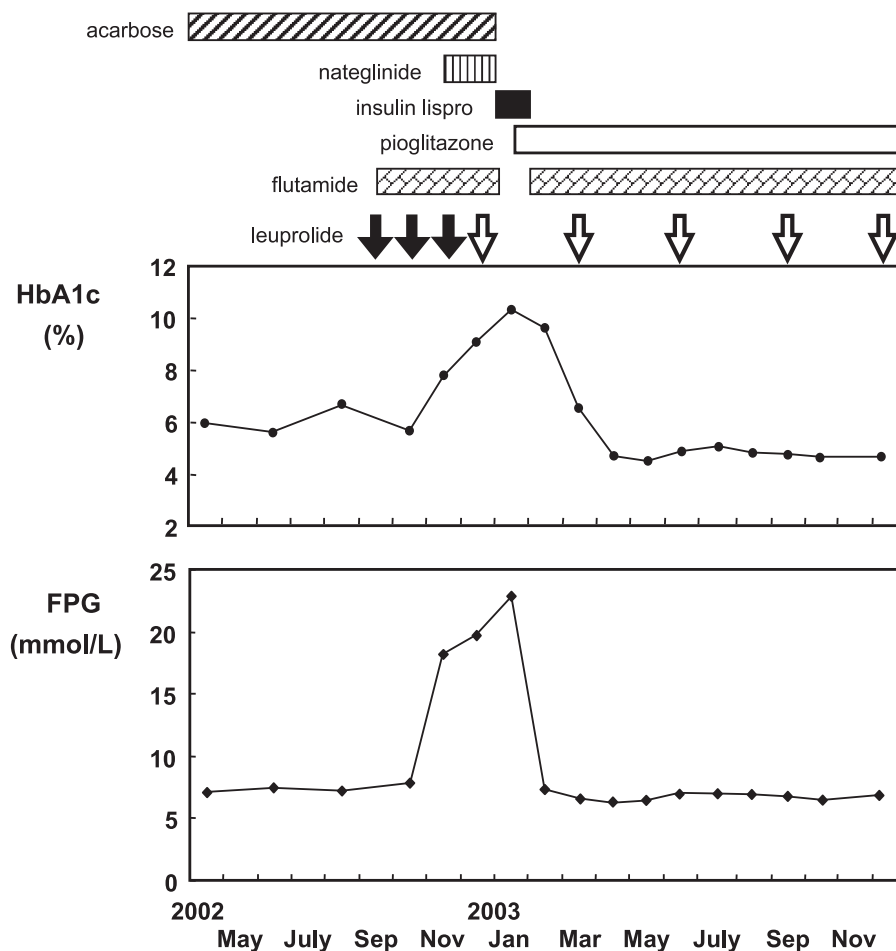 acarbose
nateglinide
insulin lispro
pioglitazone
flutamide
leuprolide
HbA1c
(%)
12
10
8
6
4
2
FPG
(mmol/L)
25
20
15
10
5
0
2002 2003
May July Sep Nov Jan Mar May July Sep Nov